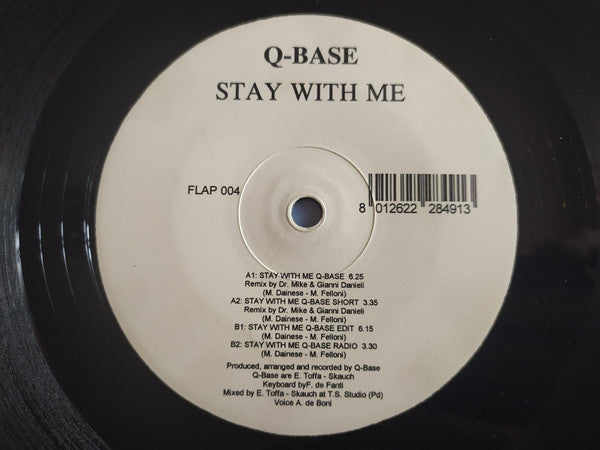 Q-BASE
STAY WITH ME
FLAP 004
8 012622 284913
A1: STAY WITH ME Q-BASE 6.25
Remix by Dr. Mike & Gianni Danieli
(M. Dainese - M. Felloni)
A2: STAY WITH ME Q-BASE SHORT 3.35
Remix by Dr. Mike & Gianni Danieli
(M. Dainese - M. Felloni)
B1: STAY WITH ME Q-BASE EDIT 6.15
(M. Dainese - M. Felloni)
B2: STAY WITH ME Q-BASE RADIO 3.30
(M. Dainese - M. Felloni)
Produced, arranged and recorded by Q-Base
Q-Base are E. Toffa - Skauch
Keyboard byF. de Fanti
Mixed by E. Toffa - Skauch at T.S. Studio (Pd)
Voice A. de Boni